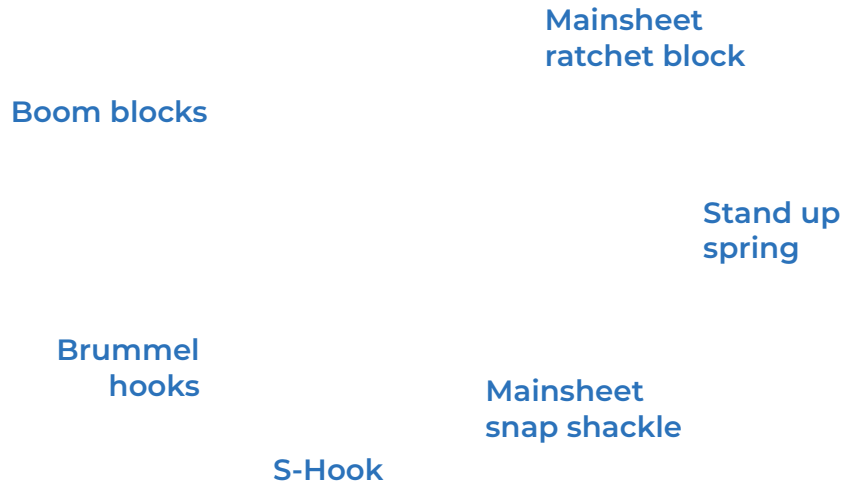 Mainsheet
ratchet block
Boom blocks
Stand up
spring
Brummel
hooks
Mainsheet
snap shackle
S-Hook